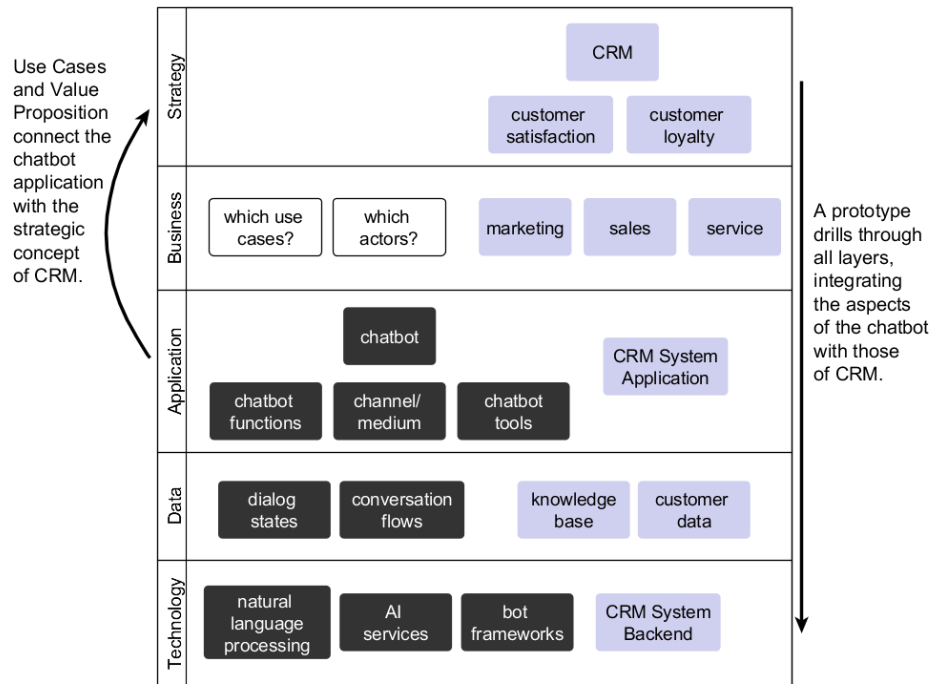 Use Cases
and Value
Proposition
connect the
chatbot
application
with the
strategic
concept
of CRM.
Strategy
CRM
customer
satisfaction
customer
loyalty
Business
which use
cases?
which
actors?
marketing
sales
service
Application
chatbot
chatbot
functions
channel/
medium
chatbot
tools
CRM System
Application
Data
dialog
states
conversation
flows
knowledge
base
customer
data
Technology
natural
language
processing
AI
services
bot
frameworks
CRM System
Backend
A prototype
drills through
all layers,
integrating
the aspects
of the chatbot
with those
of CRM.